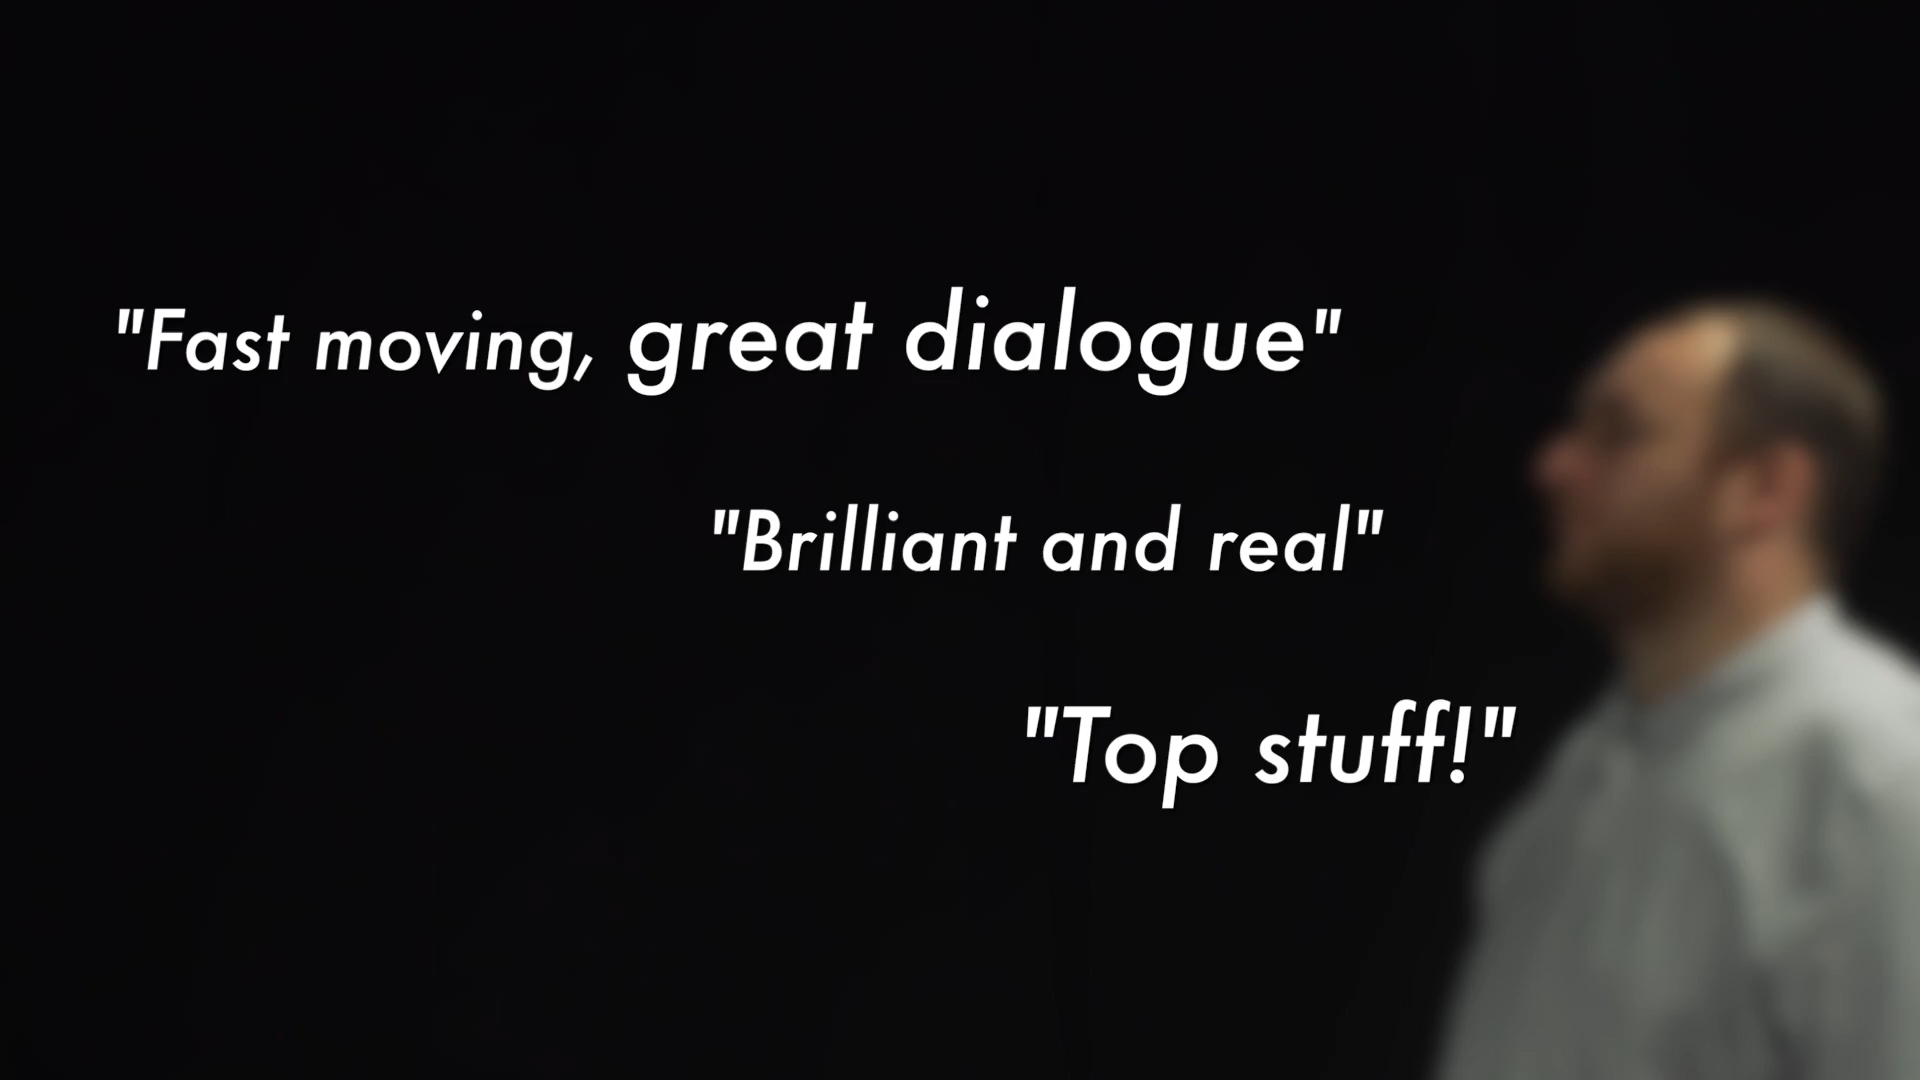 "Fast moving, great dialogue"
"Brilliant and real"
"Top stuff!"